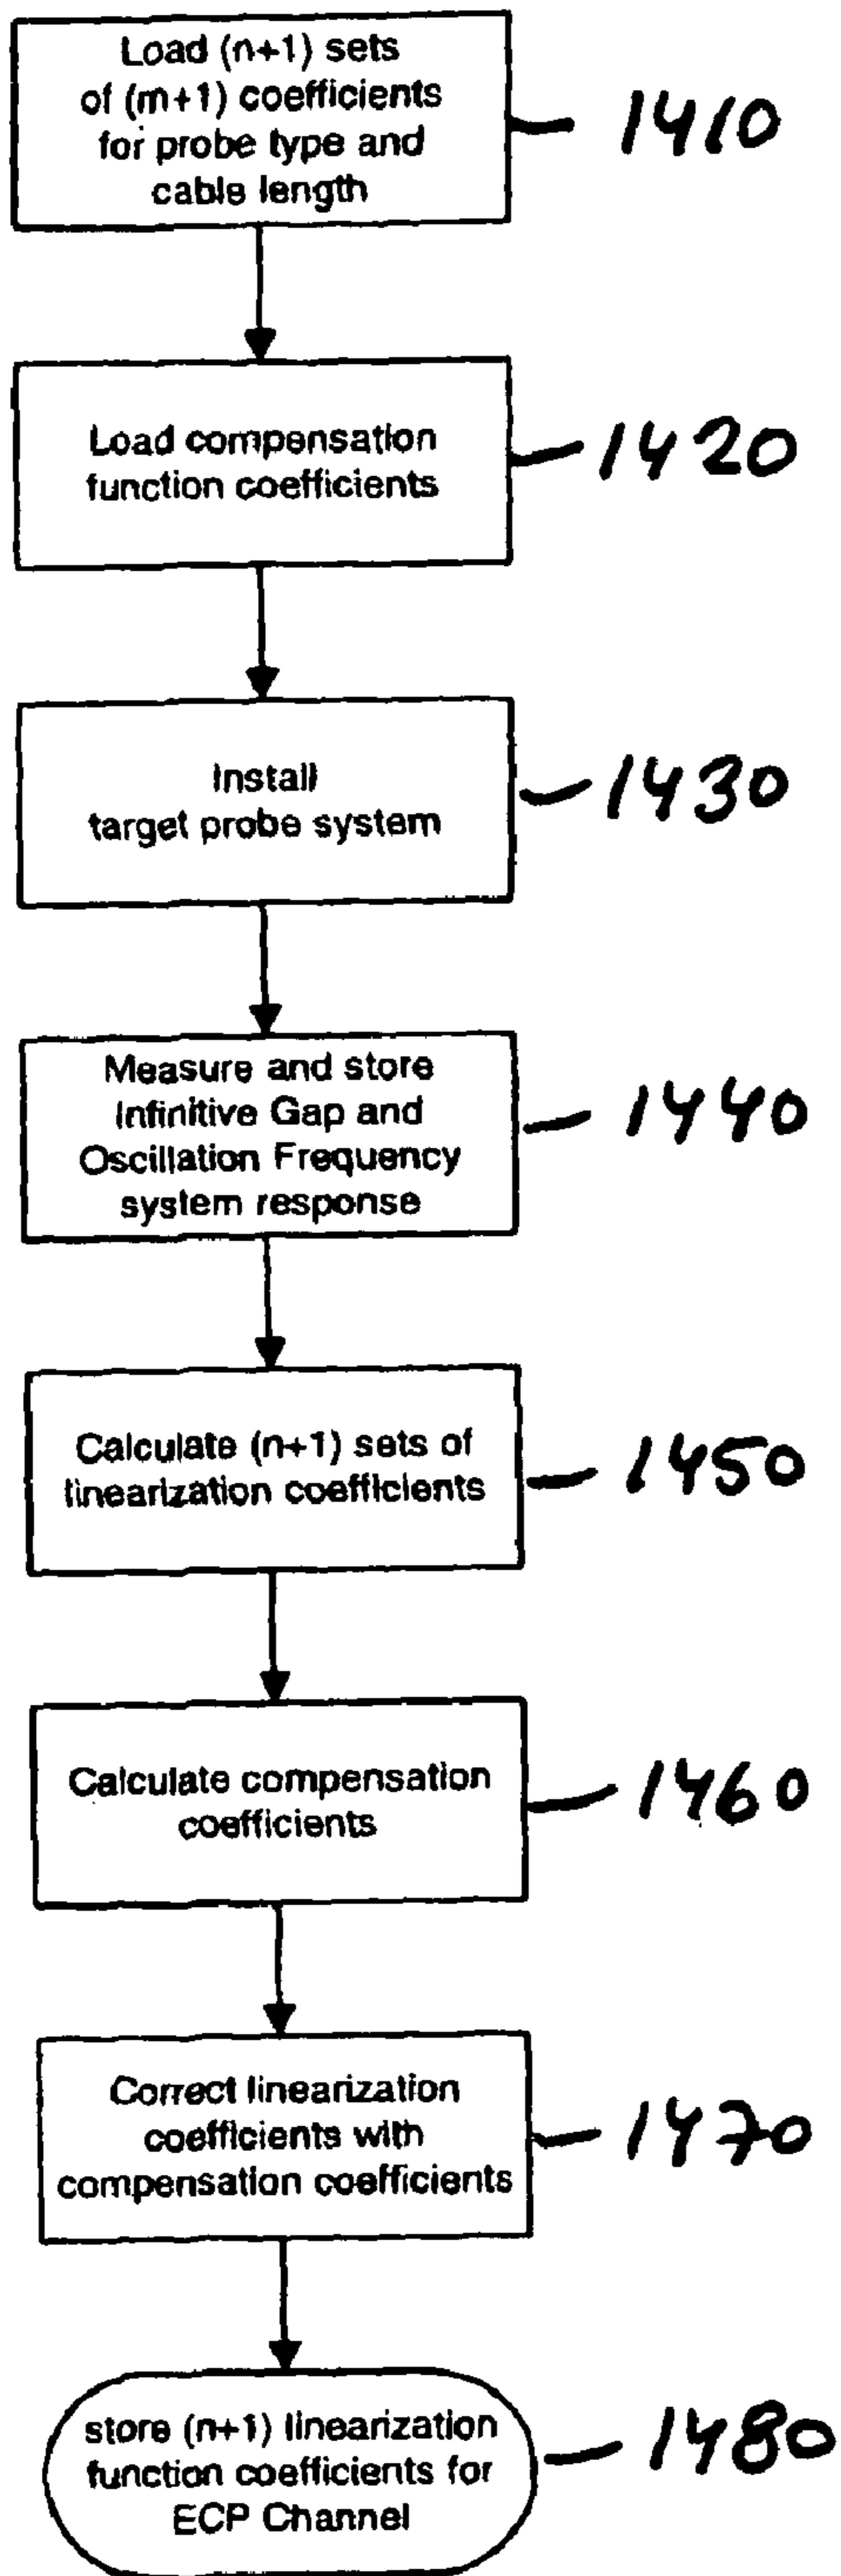 Load (n+1) sets
of (m+1) coefficients
for probe type and
cable length
1410
Load compensation
function coefficients
1420
Install
target probe system
1430
Measure and store
Infinitive Gap and
Oscillation Frequency
system response
1440
Calculate (n+1) sets of
linearization coefficients
1450
Calculate compensation
coefficients
1460
Correct linearization
coefficients with
compensation coefficients
1470
store (n+1) linearization
function coefficients for
ECP Channel
1480